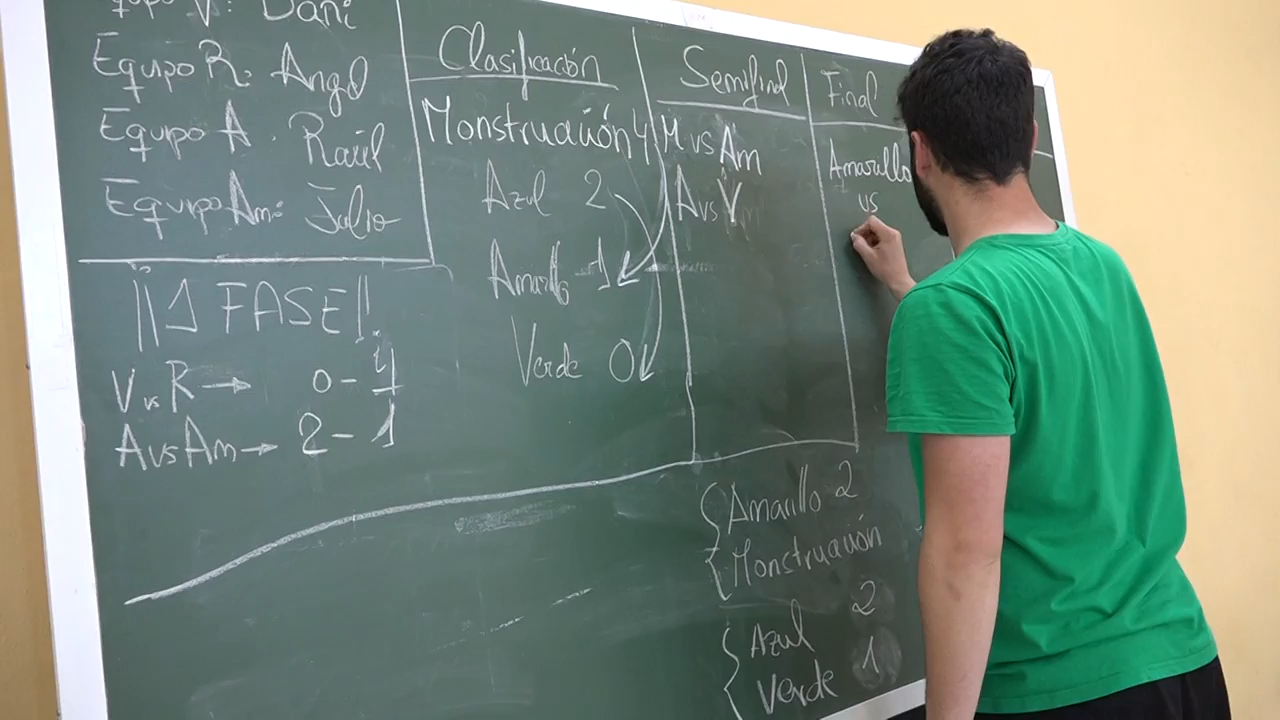 Equipo V: Dani
Equipo R: Angel
Equipo A: Raúl
Equipo Am: Julio
1 FASE
V vs R → 0 - 4
A vs Am → 2 - 1
Clasificación
Monstruación 4
Azul 2
Amarillo 1
Verde 0
Semifinal
M vs Am
A vs V
Final
Amarillo
vs
Amarillo 2
Monstruación
Azul 2
Verde 1